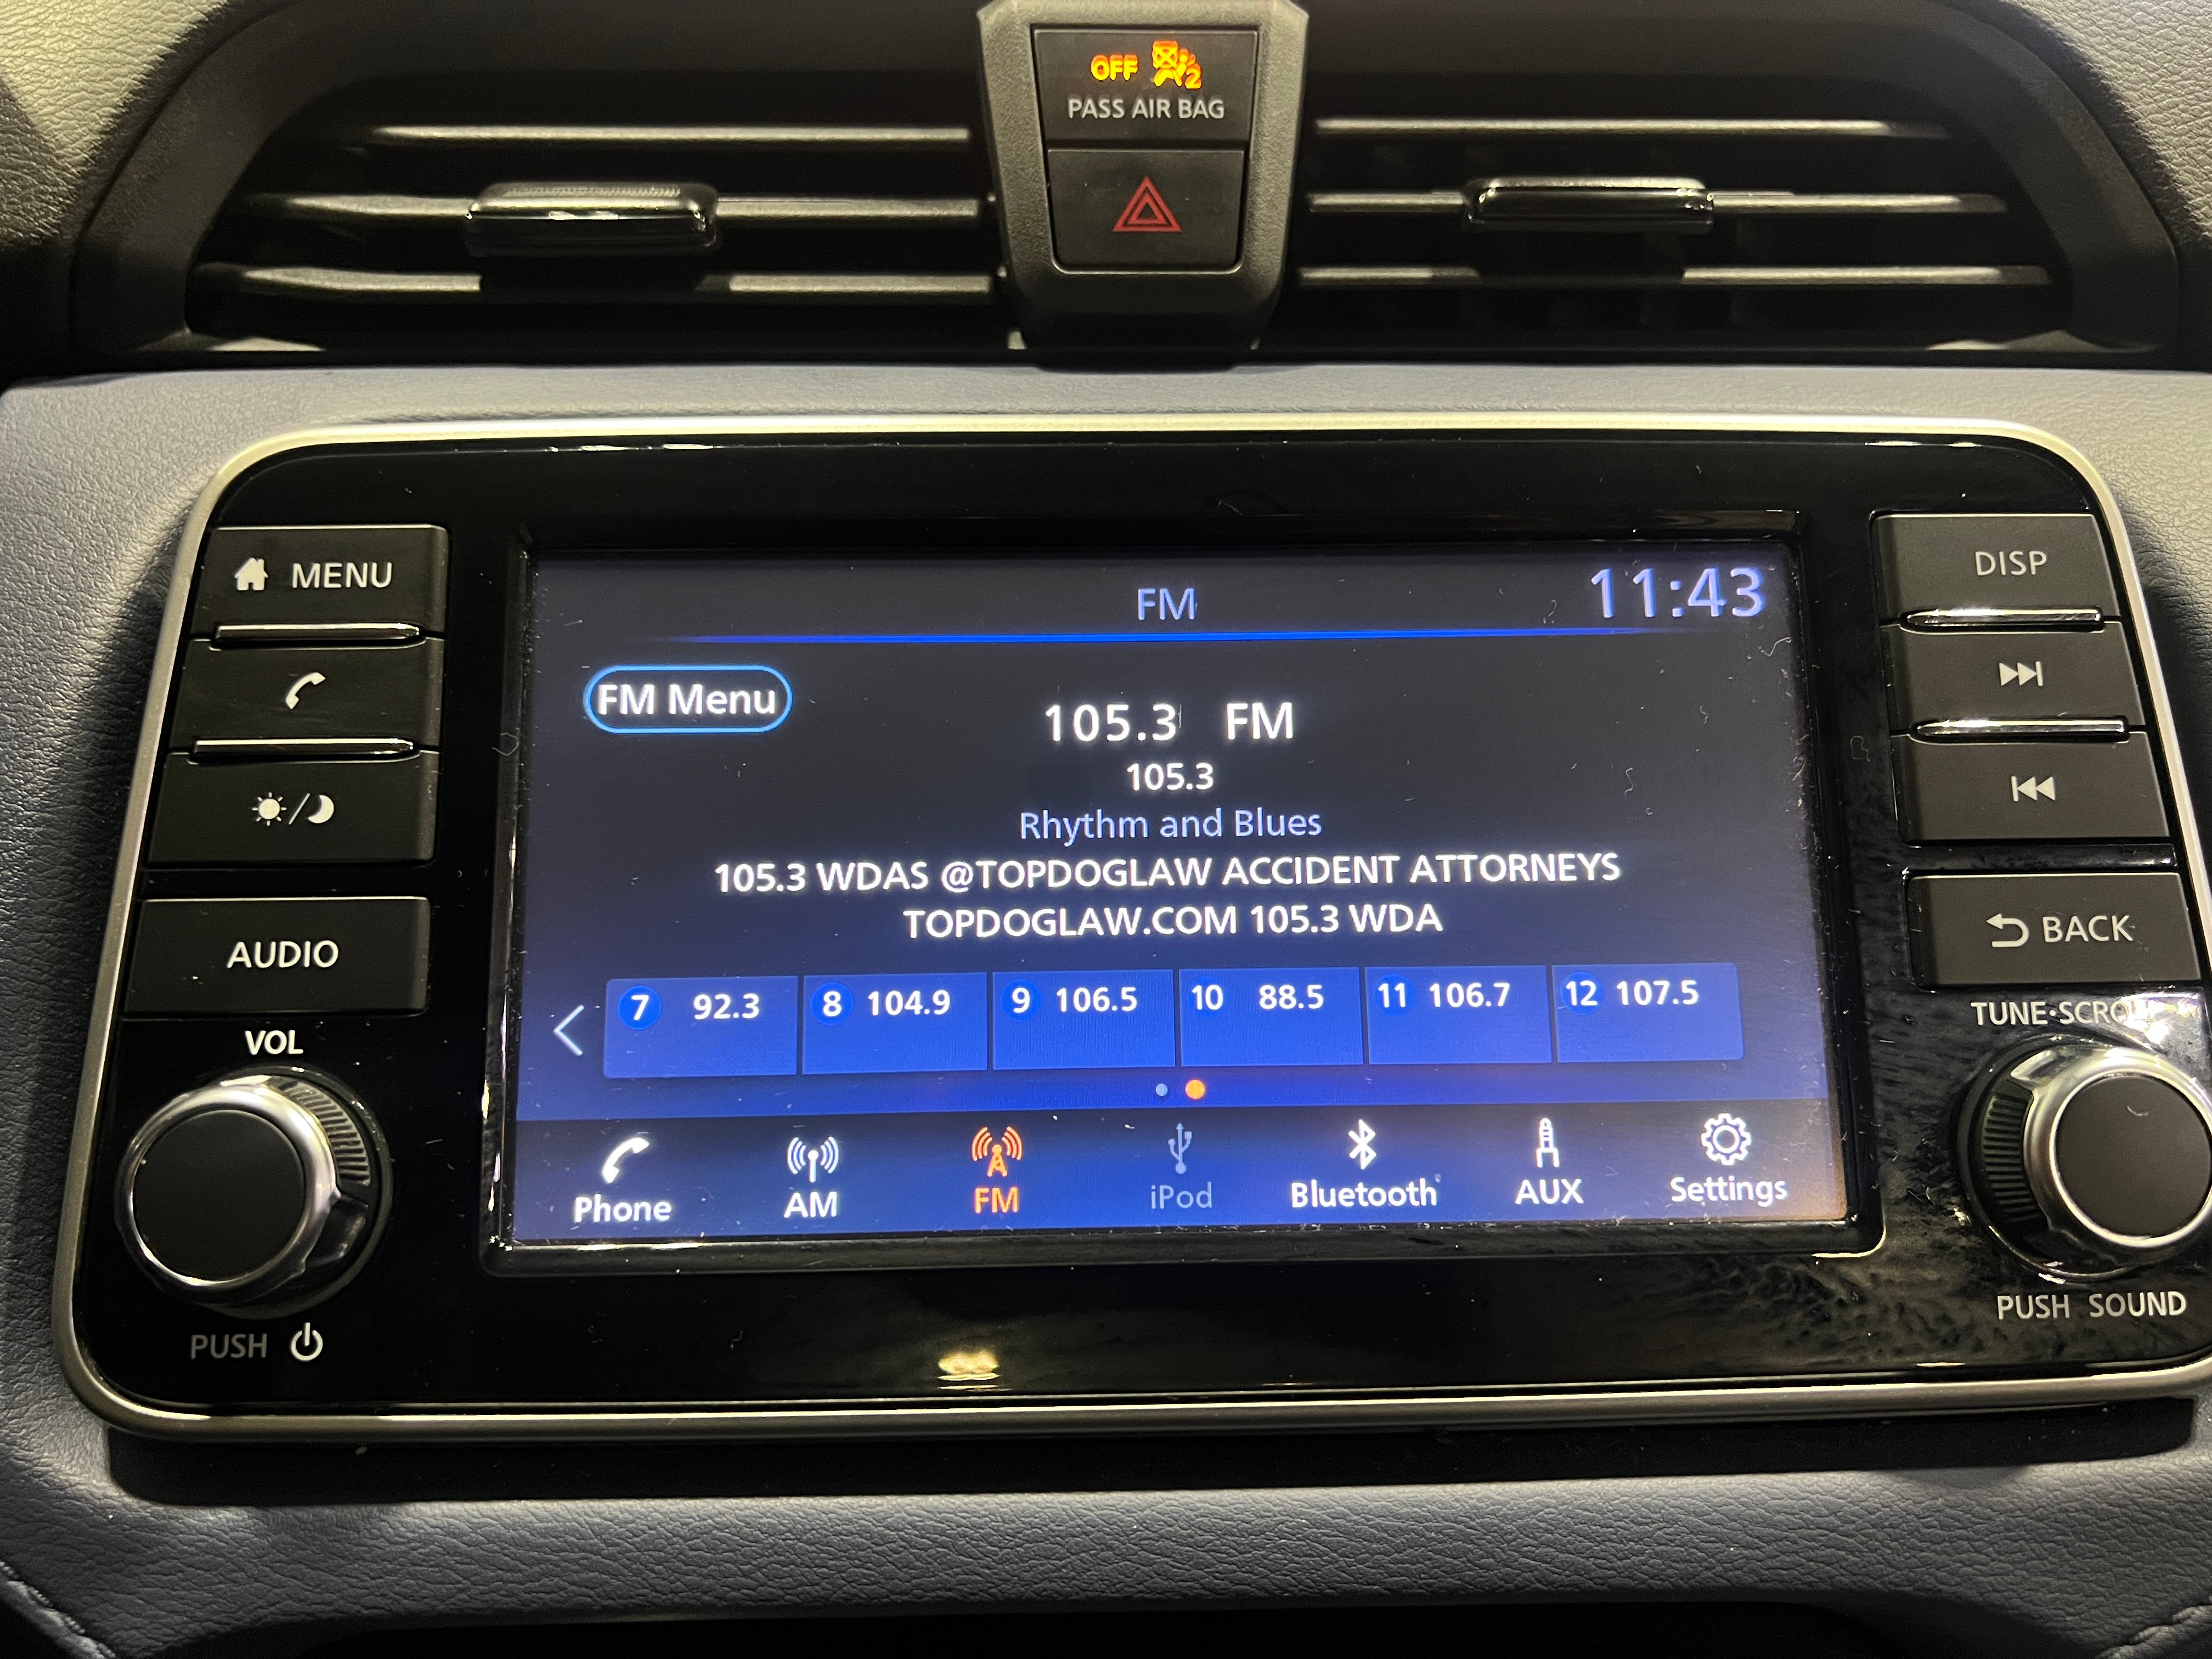 OFF 2
PASS AIR BAG
MENU
DISP
FM 11:43
FM Menu
105.3 FM
105.3
Rhythm and Blues
105.3 WDAS @TOPDOGLAW ACCIDENT ATTORNEYS
TOPDOGLAW.COM 105.3 WDA
AUDIO
BACK
7 92.3 8 104.9 9 106.5 10 88.5 11 106.7 12 107.5
VOL
TUNE·SCROLL
Phone AM FM iPod Bluetooth AUX Settings
PUSH
PUSH SOUND